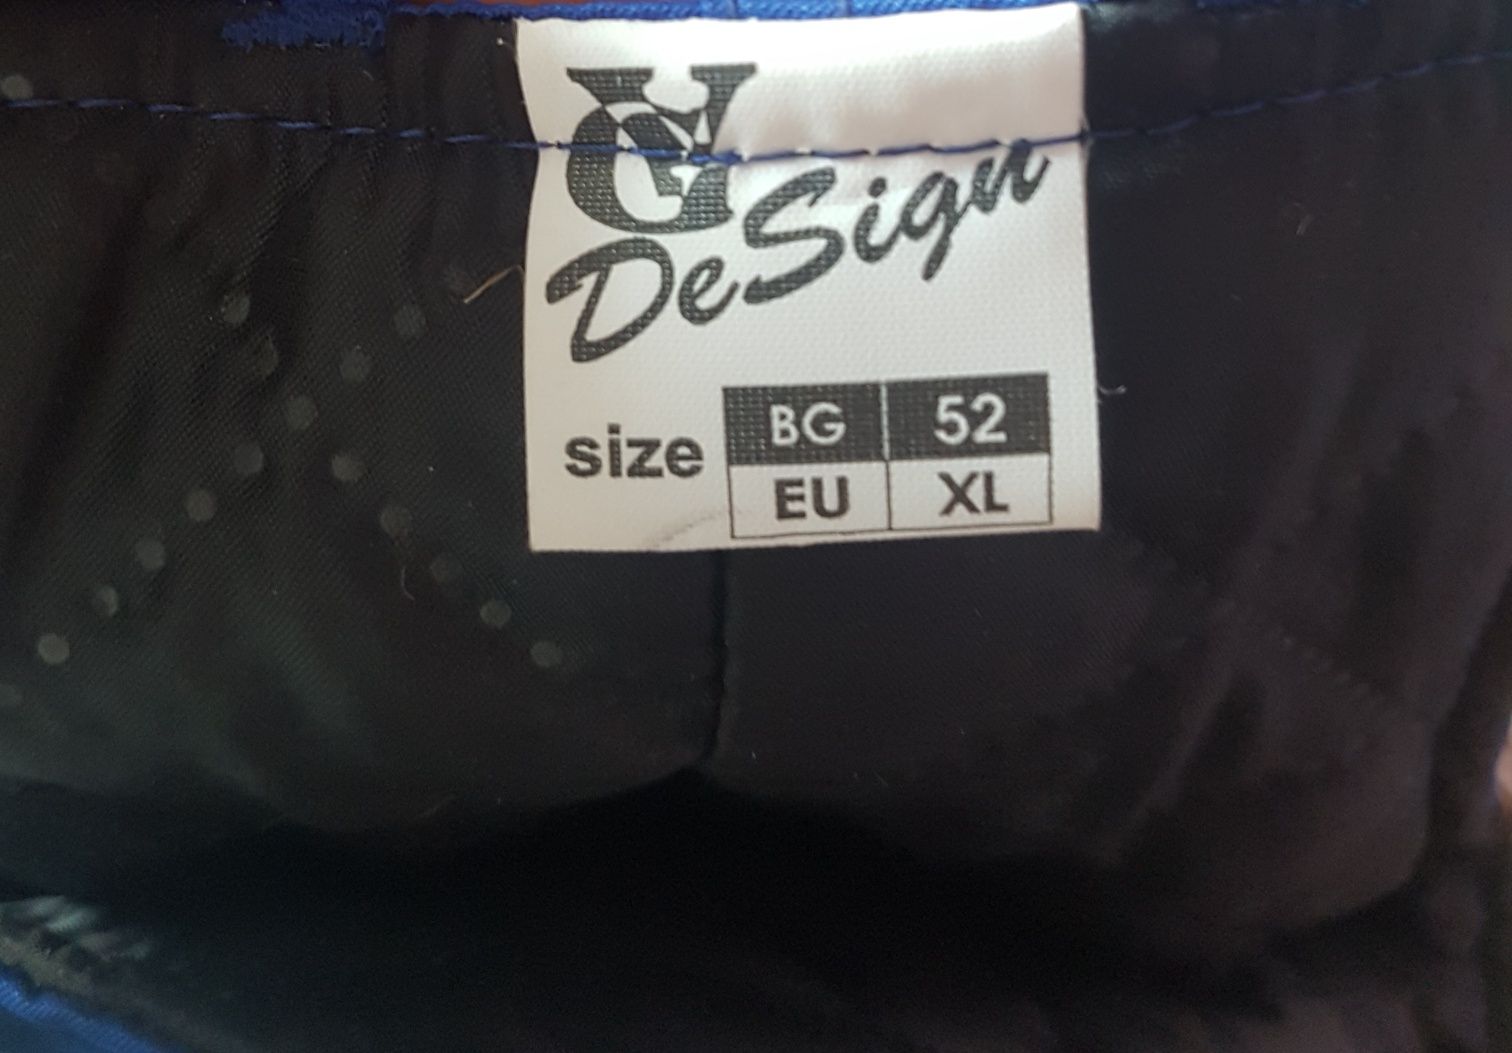 VG
DeSign
size
BG 52
EU XL